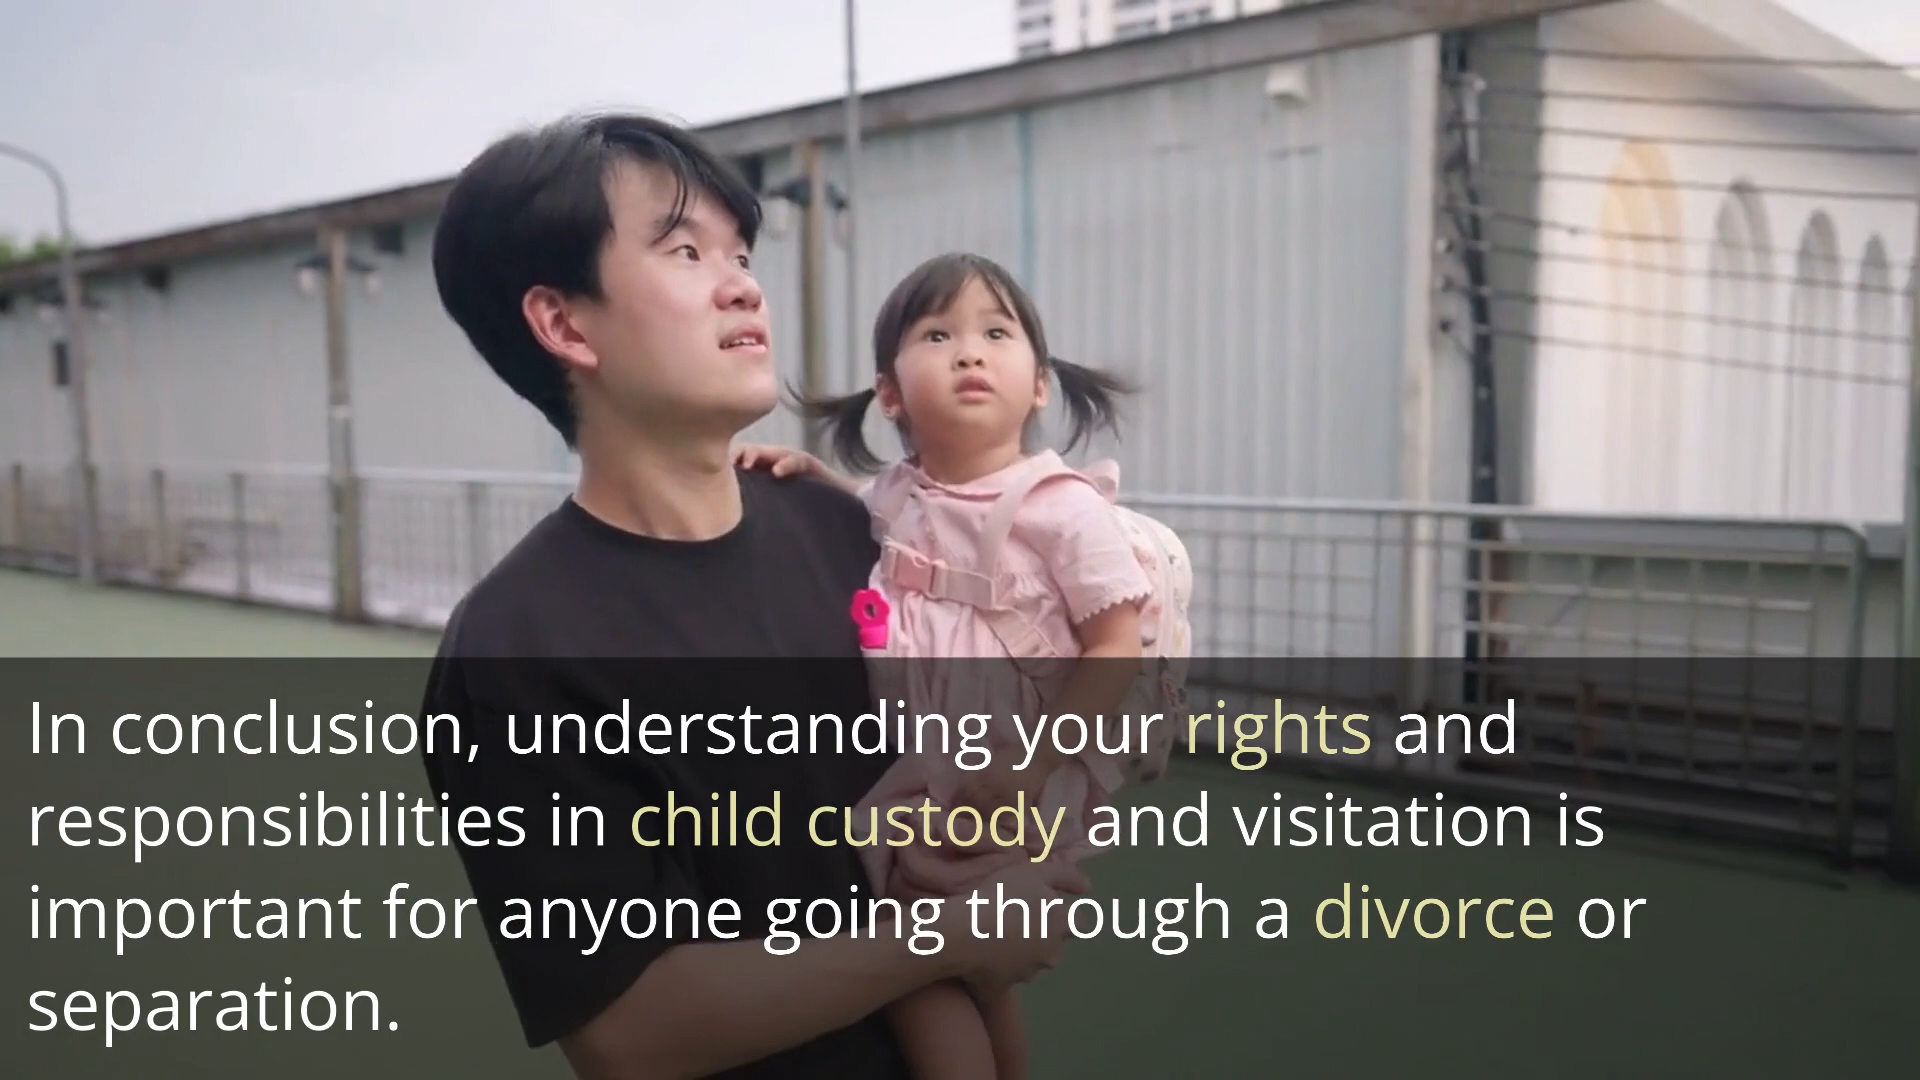 In conclusion, understanding your rights and
responsibilities in child custody and visitation is
important for anyone going through a divorce or
separation.